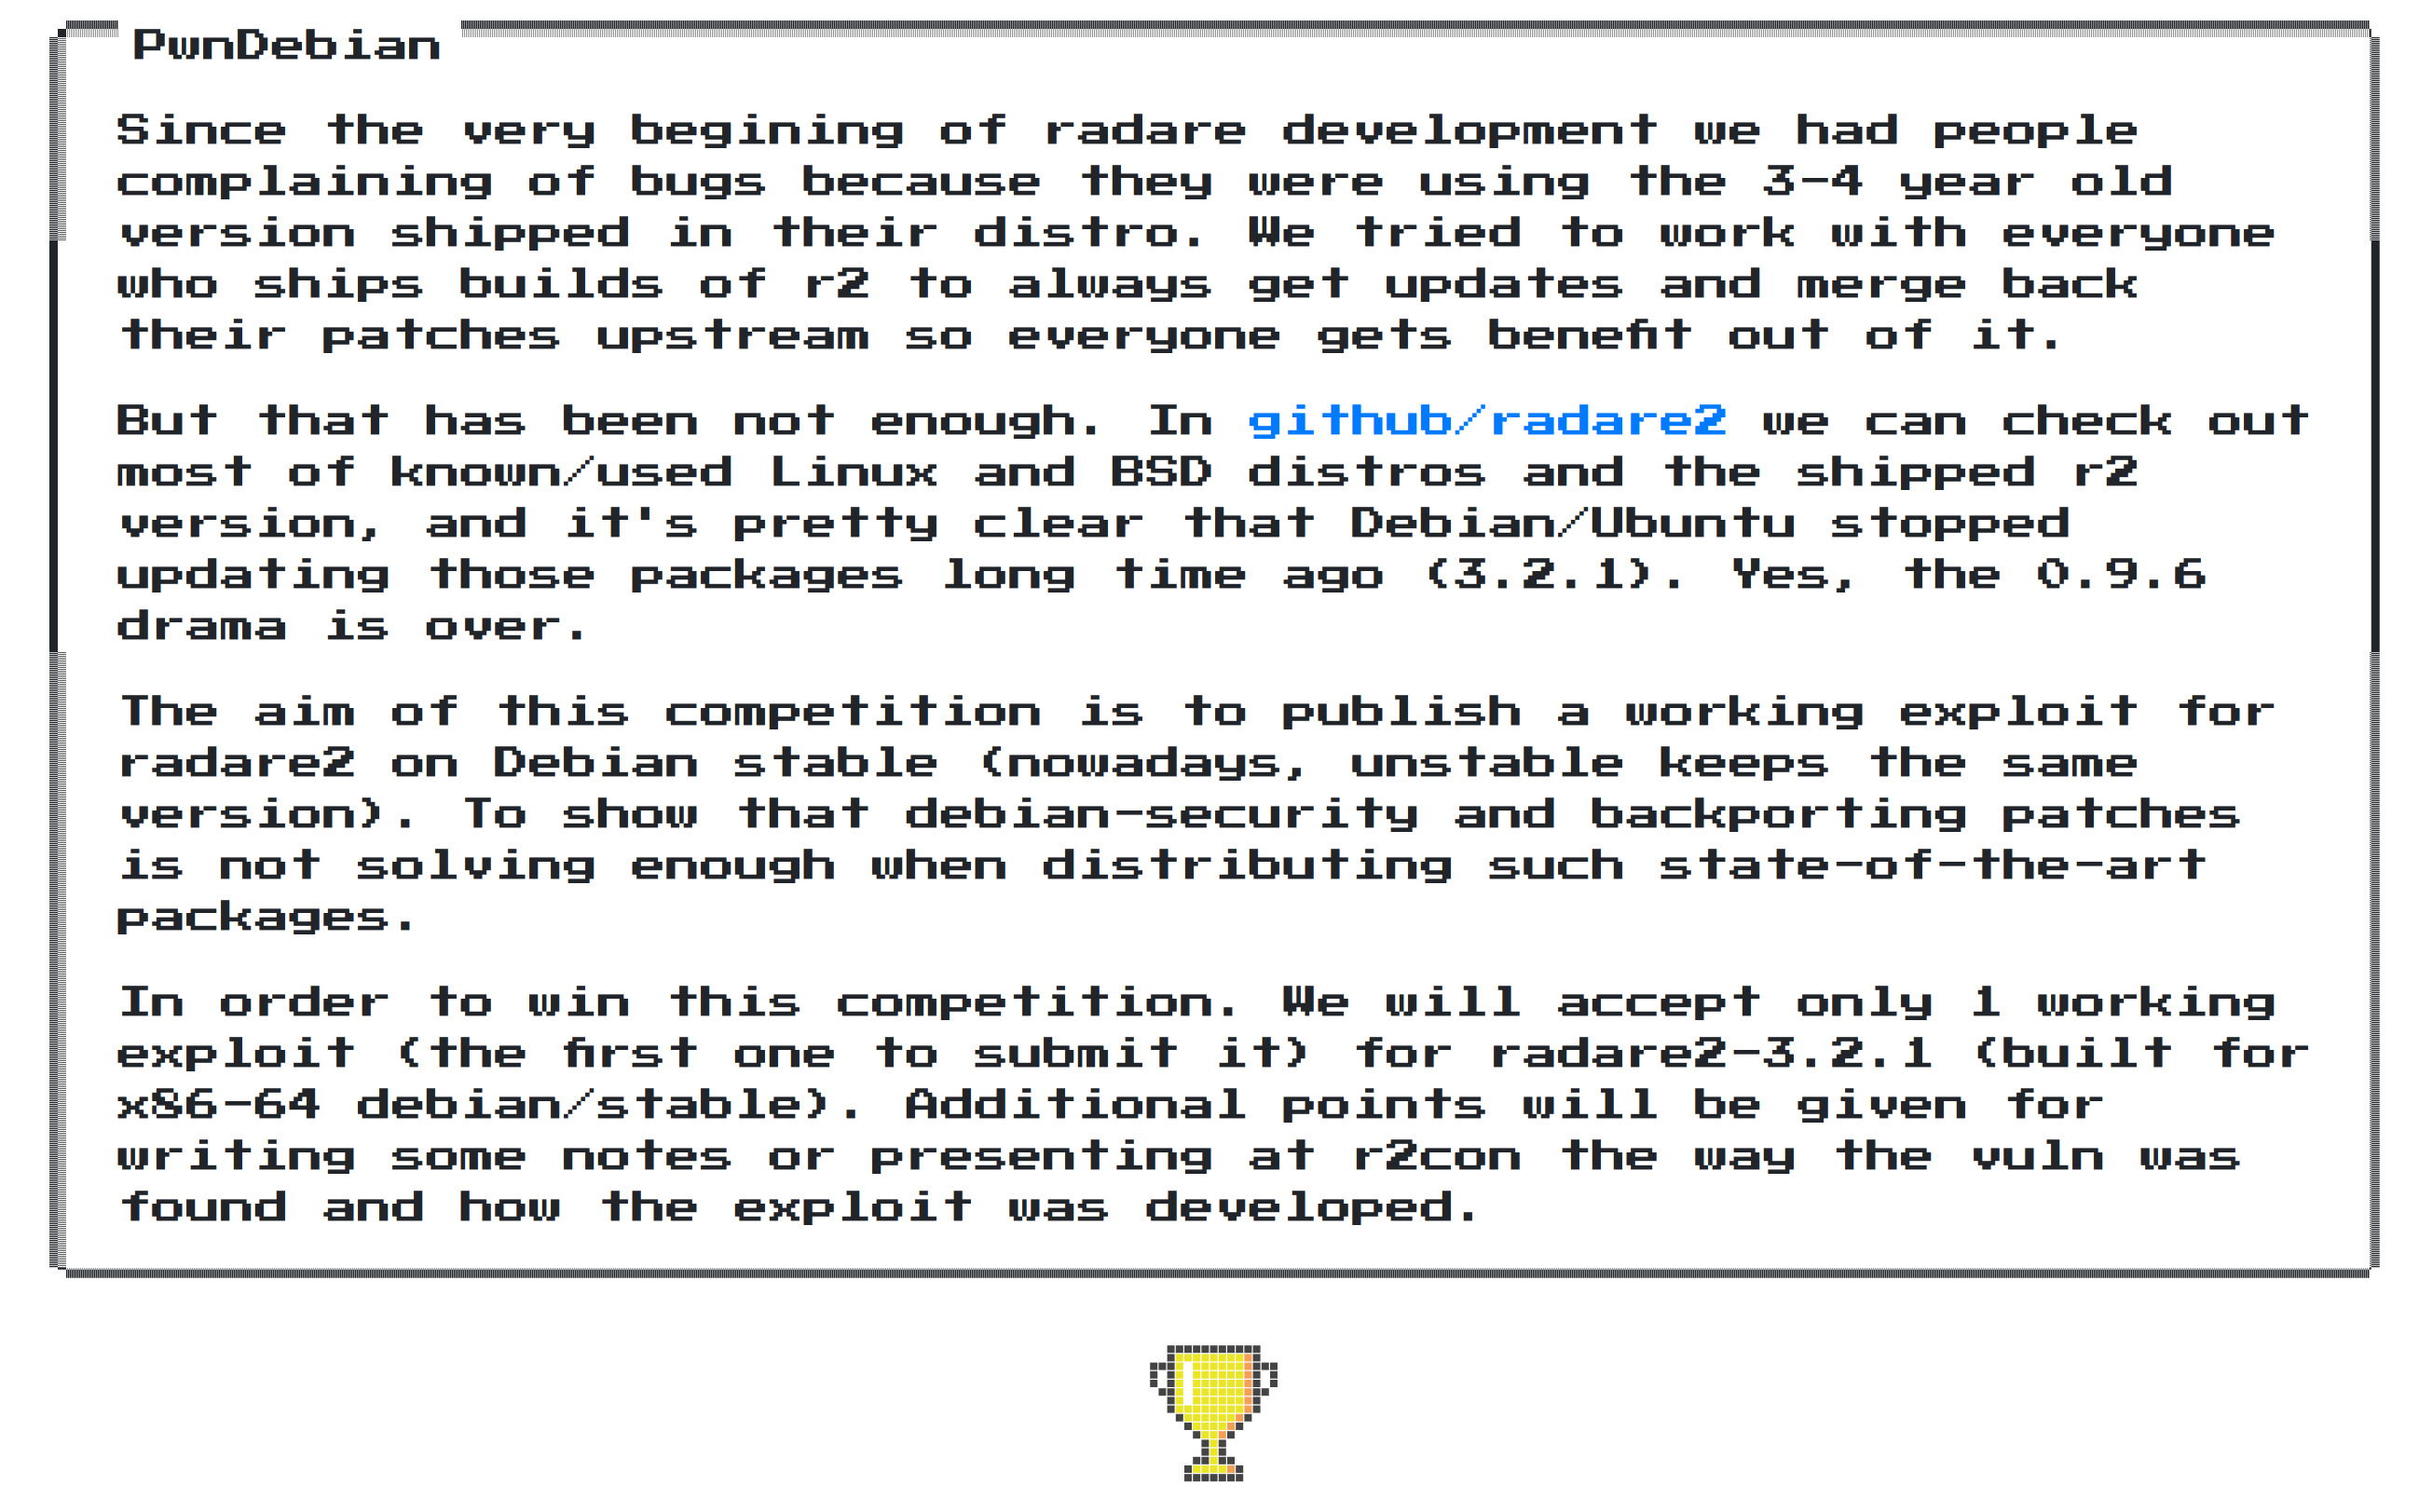 PwnDebian
Since the very begining of radare development we had people
complaining of bugs because they were using the 3-4 year old
version shipped in their distro. We tried to work with everyone
who ships builds of r2 to always get updates and merge back
their patches upstream so everyone gets benefit out of it.
But that has been not enough. In github/radare2 we can check out
most of known/used Linux and BSD distros and the shipped r2
version, and it's pretty clear that Debian/Ubuntu stopped
updating those packages long time ago (3.2.1). Yes, the 0.9.6
drama is over.
The aim of this competition is to publish a working exploit for
radare2 on Debian stable (nowadays, unstable keeps the same
version). To show that debian-security and backporting patches
is not solving enough when distributing such state-of-the-art
packages.
In order to win this competition. We will accept only 1 working
exploit (the first one to submit it) for radare2-3.2.1 (built for
x86-64 debian/stable). Additional points will be given for
writing some notes or presenting at r2con the way the vuln was
found and how the exploit was developed.